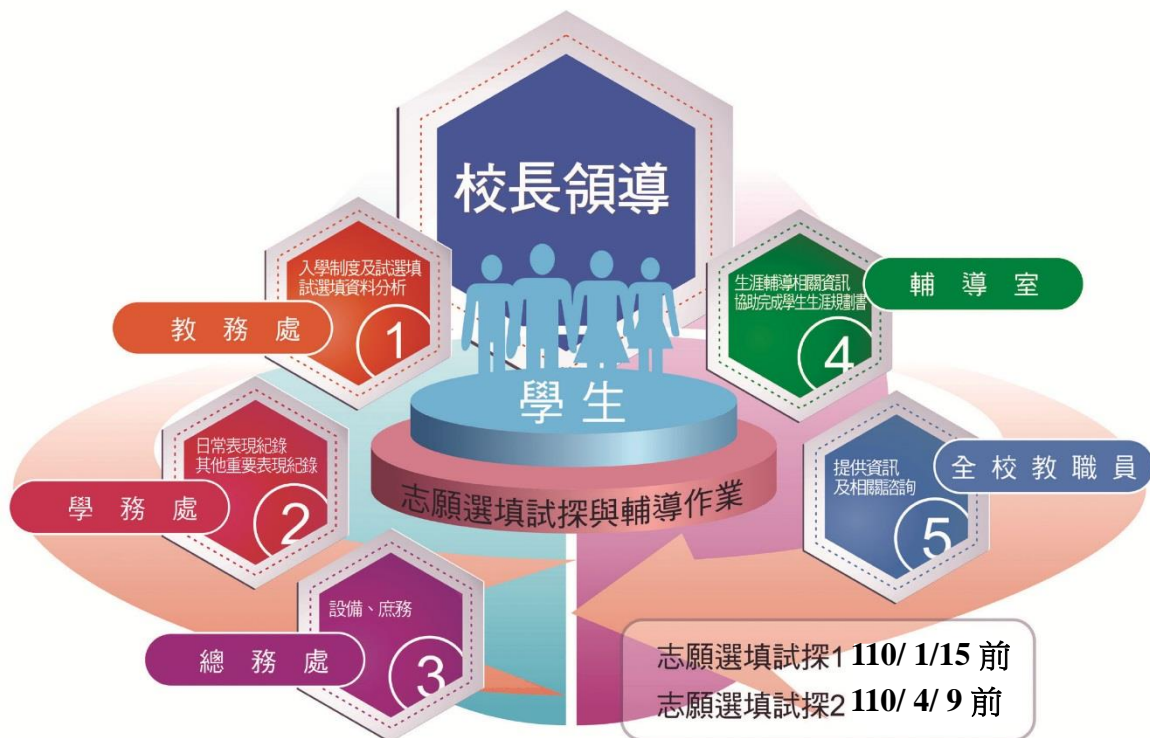 校長領導
入學制度及試選填
試選填資料分析
教務處
1
日常表現紀錄
其他重要表現紀錄
學務處
2
設備、庶務
總務處
3
生涯輔導相關資訊
協助完成學生生涯規劃書
輔導室
4
提供資訊
及相關諮詢
全校教職員
5
學生
志願選填試探與輔導作業
志願選填試探1 110/ 1/15 前
志願選填試探2 110/ 4/ 9 前